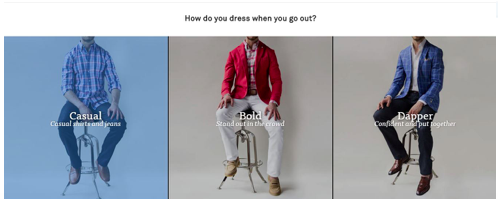 How do you dress when you go out?
Casual
Casual shirts and jeans
Bold
Stand out in the crowd
Dapper
Confident and put together